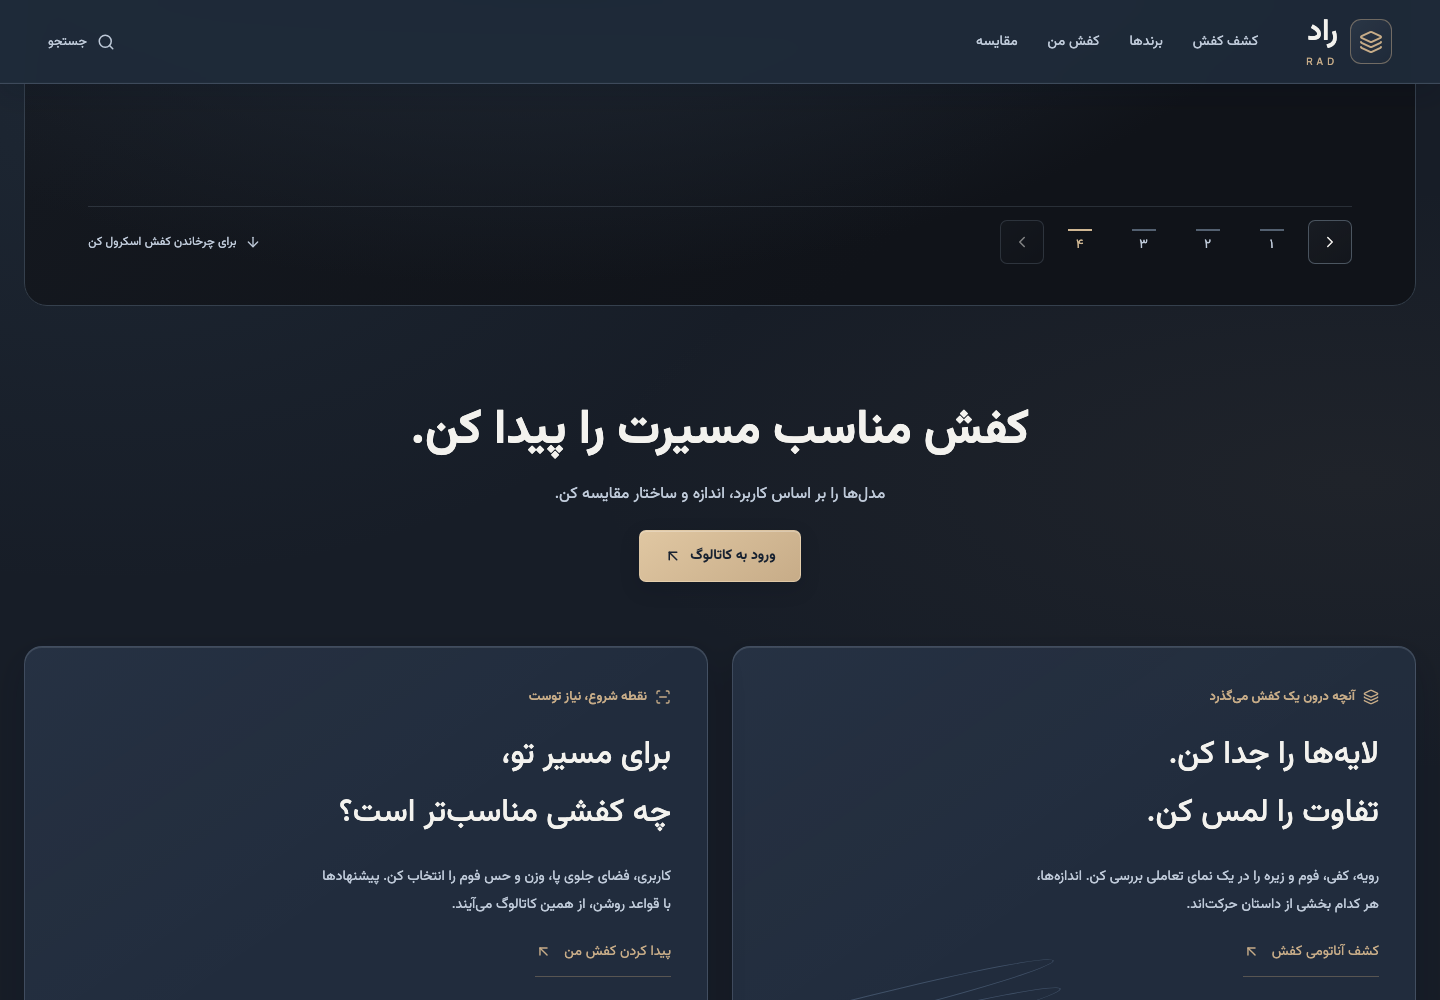 راد
RAD
کشف کفش
برندها
کفش من
مقایسه
جستجو
۱
۲
۳
۴
برای چرخاندن کفش اسکرول کن
کفش مناسب مسیرت را پیدا کن.
مدل‌ها را بر اساس کاربرد، اندازه و ساختار مقایسه کن.
ورود به کاتالوگ
آنچه درون یک کفش می‌گذرد
لایه‌ها را جدا کن.
تفاوت را لمس کن.
رویه، کفی، فوم و زیره را در یک نمای تعاملی بررسی کن. اندازه‌ها،
هر کدام بخشی از داستان حرکت‌اند.
کشف آناتومی کفش
نقطه شروع، نیاز توست
برای مسیر تو،
چه کفشی مناسب‌تر است؟
کاربری، فضای جلوی پا، وزن و حس فوم را انتخاب کن. پیشنهادها
با قواعد روشن، از همین کاتالوگ می‌آیند.
پیدا کردن کفش من